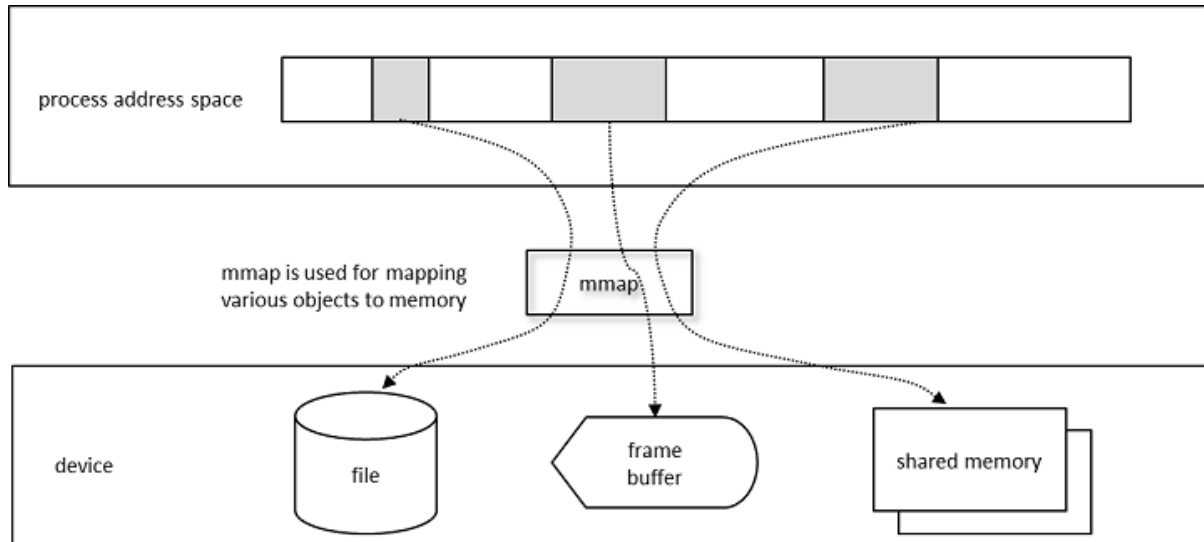 process address space
mmap is used for mapping
various objects to memory
mmap
device
file
frame
buffer
shared memory